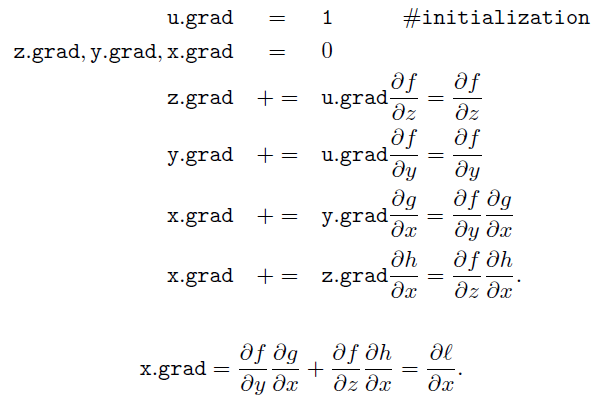 u.grad = 1 #initialization
z.grad, y.grad, x.grad = 0
z.grad += u.grad ∂f/∂z = ∂f/∂z
y.grad += u.grad ∂f/∂y = ∂f/∂y
x.grad += y.grad ∂g/∂x = ∂f/∂y ∂g/∂x
x.grad += z.grad ∂h/∂x = ∂f/∂z ∂h/∂x.
x.grad = ∂f/∂y ∂g/∂x + ∂f/∂z ∂h/∂x = ∂ℓ/∂x.